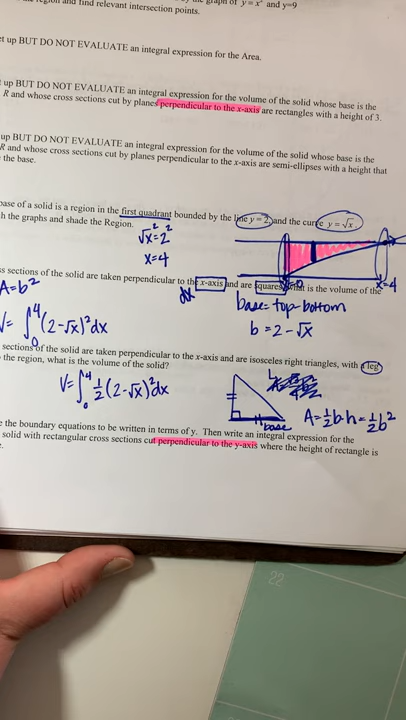 find relevant intersection points.
graph of y = x² and y=9
et up BUT DO NOT EVALUATE an integral expression for the Area.
up BUT DO NOT EVALUATE an integral expression for the volume of the solid whose base is the
R and whose cross sections cut by planes perpendicular to the x-axis are rectangles with a height of 3.
up BUT DO NOT EVALUATE an integral expression for the volume of the solid whose base is the
R and whose cross sections cut by planes perpendicular to the x-axis are semi-ellipses with a height that
the base.
base of a solid is a region in the first quadrant bounded by the line y = 2, and the curve y = √x.
h the graphs and shade the Region.
√x² = 2²
x=4
x=4
ss sections of the solid are taken perpendicular to the x-axis and are squares, what is the volume of the
A=b²
dx
base= top-bottom
V= ∫₀⁴ (2-√x)²dx
b = 2-√x
sections of the solid are taken perpendicular to the x-axis and are isosceles right triangles, with a leg
the region, what is the volume of the solid?
V=∫₀⁴ ½(2-√x)²dx
base
A=½b·h=½b²
e the boundary equations to be written in terms of y. Then write an integral expression for the
solid with rectangular cross sections cut perpendicular to the y-axis where the height of rectangle is
22